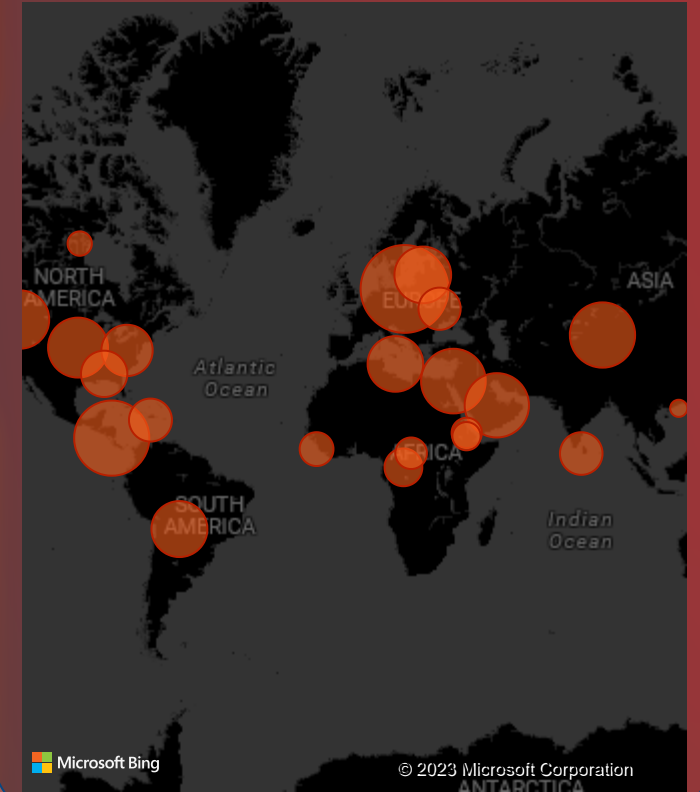 NORTH
AMERICA
ASIA
EUROPE
Atlantic
Ocean
AFRICA
SOUTH
AMERICA
Indian
Ocean
Microsoft Bing
© 2023 Microsoft Corporation
ANTARCTICA